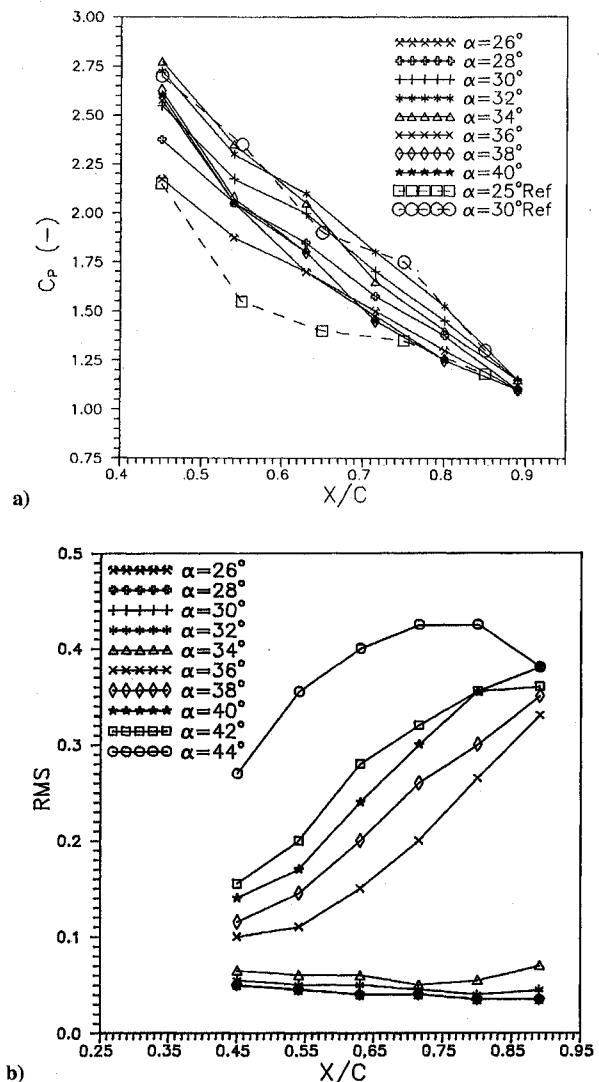 3.00
2.75
2.50
2.25
2.00
1.75
1.50
1.25
1.00
0.75
C_P (-)
0.4 0.5 0.6 0.7 0.8 0.9
X/C
α=26°
α=28°
α=30°
α=32°
α=34°
α=36°
α=38°
α=40°
α=25°Ref
α=30°Ref
a)
0.5
0.4
0.3
0.2
0.1
0.0
RMS
0.25 0.35 0.45 0.55 0.65 0.75 0.85 0.95
X/C
α=26°
α=28°
α=30°
α=32°
α=34°
α=36°
α=38°
α=40°
α=42°
α=44°
b)